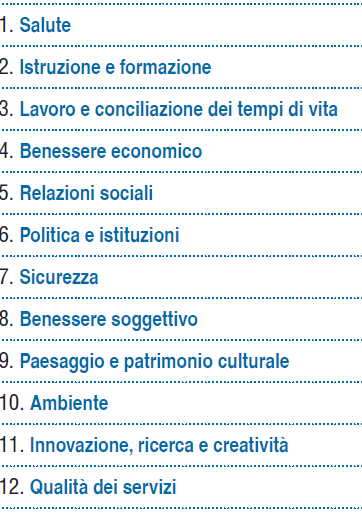 1. Salute
2. Istruzione e formazione
3. Lavoro e conciliazione dei tempi di vita
4. Benessere economico
5. Relazioni sociali
6. Politica e istituzioni
7. Sicurezza
8. Benessere soggettivo
9. Paesaggio e patrimonio culturale
10. Ambiente
11. Innovazione, ricerca e creatività
12. Qualità dei servizi